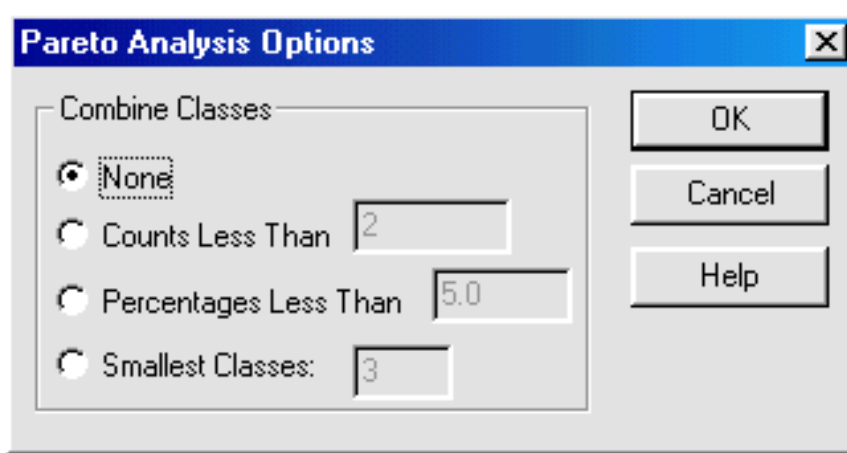 Pareto Analysis Options
Combine Classes
None
Counts Less Than 2
Percentages Less Than 5.0
Smallest Classes: 3
OK
Cancel
Help